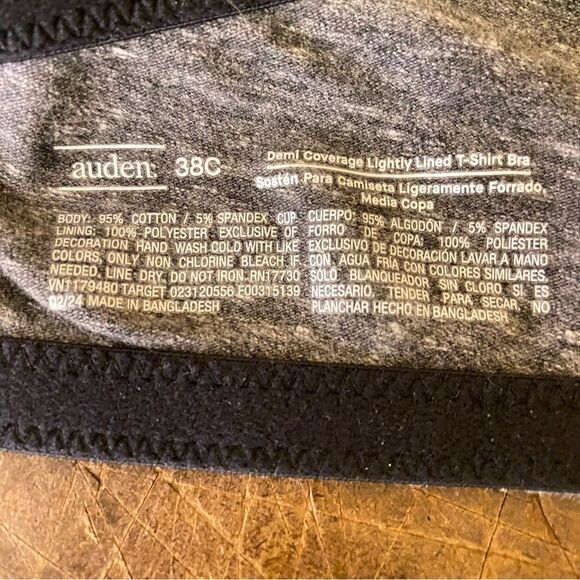 auden. 38C
Demi Coverage Lightly Lined T-Shirt Bra
Sostén Para Camiseta Ligeramente Forrado,
Media Copa
BODY: 95% COTTON / 5% SPANDEX CUP
LINING: 100% POLYESTER EXCLUSIVE OF
DECORATION HAND WASH COLD WITH LIKE
COLORS, ONLY NON CHLORINE BLEACH IF
NEEDED, LINE DRY, DO NOT IRON. RN17730
VN1179480 TARGET 023120556 F00315139
02/24 MADE IN BANGLADESH
CUERPO: 95% ALGODÓN / 5% SPANDEX
FORRO DE COPA: 100% POLIÉSTER
EXCLUSIVO DE DECORACIÓN LAVAR A MANO
CON AGUA FRÍA CON COLORES SIMILARES
SÓLO BLANQUEADOR SIN CLORO SI ES
NECESARIO. TENDER PARA SECAR, NO
PLANCHAR HECHO EN BANGLADESH